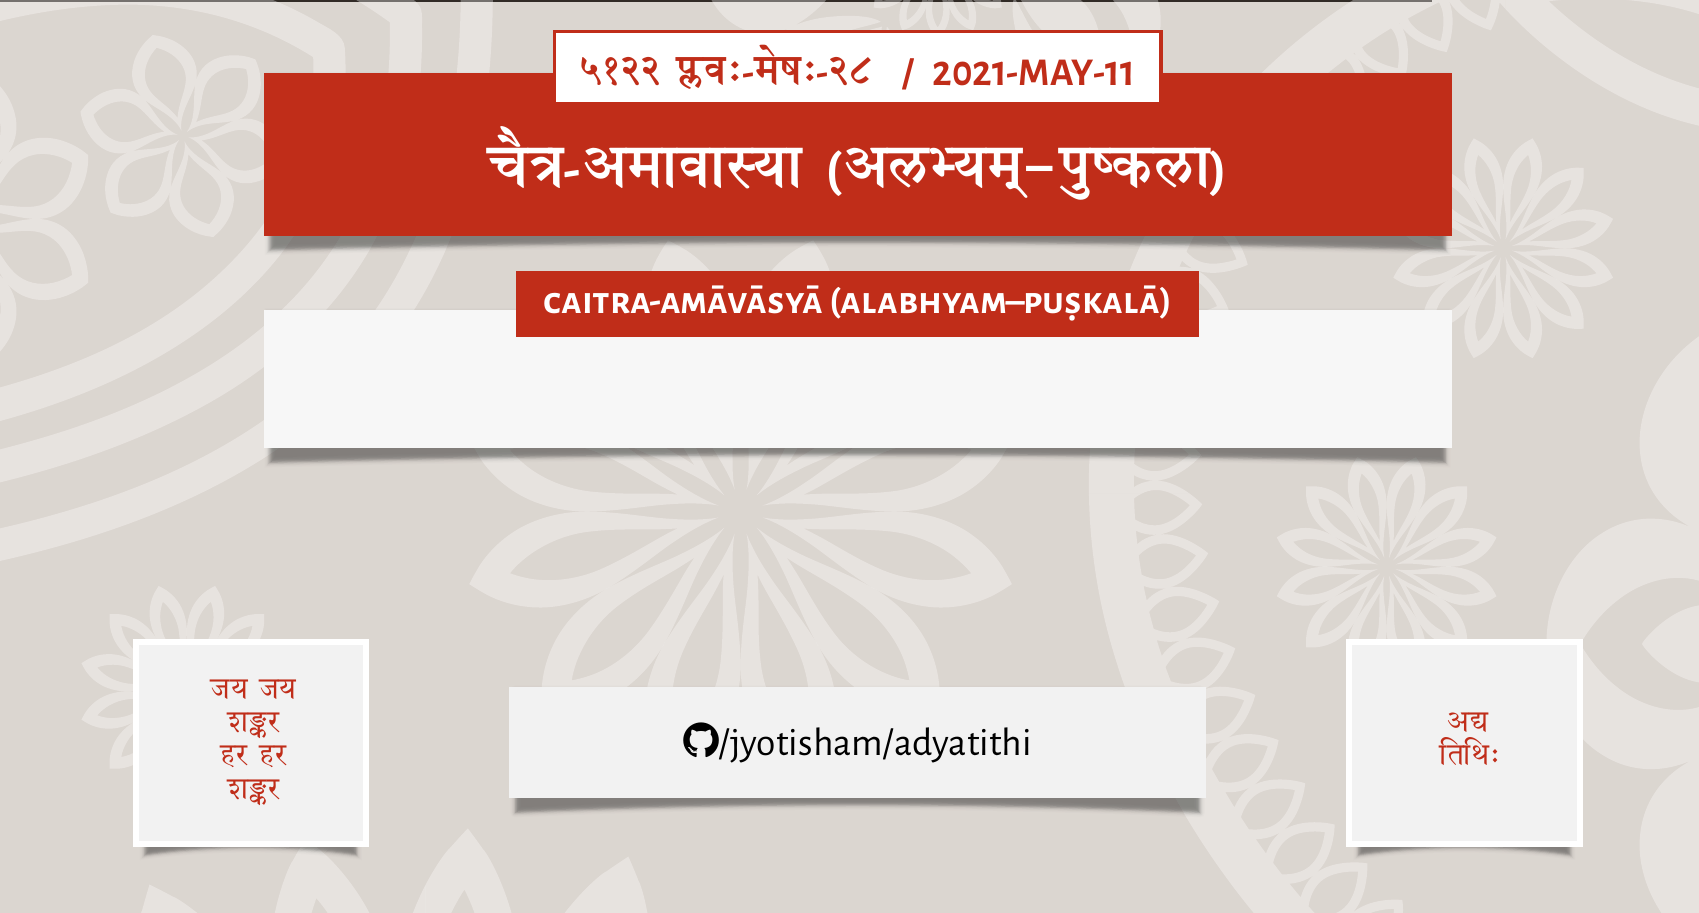 ५१२२ प्लवः-मेषः-२८ / 2021-MAY-11
चैत्र-अमावास्या (अलभ्यम्–पुष्कला)
CAITRA-AMĀVĀSYĀ (ALABHYAM–PUṢKALĀ)
जय जय
शङ्कर
हर हर
शङ्कर
/jyotisham/adyatithi
अद्य
तिथिः